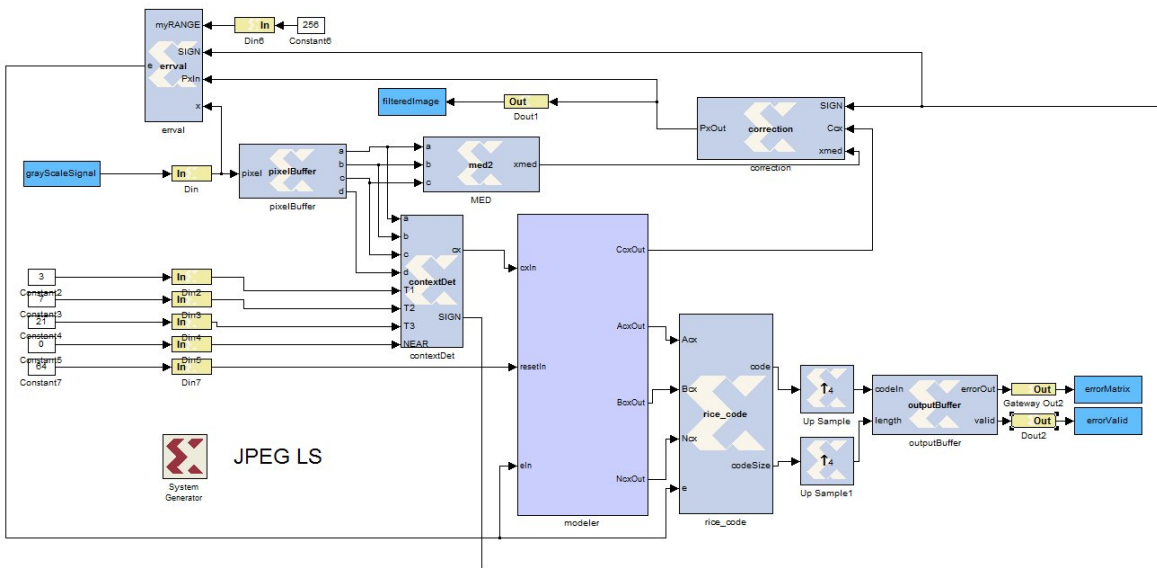 myRANGE
In
256
Din6
Constant6
SIGN
e
errval
PxIn
x
errval
filteredImage
Out
Dout1
SIGN
PxOut
correction
Ccx
xmed
correction
grayScaleSignal
In
Din
pixel
pixelBuffer
a
b
c
d
pixelBuffer
a
b
c
med2
xmed
MED
a
b
c
d
T1
T2
T3
NEAR
contextDet
cx
SIGN
contextDet
3
Constant2
In
Din2
7
Constant3
In
Din3
21
Constant4
In
Din4
0
Constant5
In
Din5
64
Constant7
In
Din7
cxIn
resetIn
eIn
CcxOut
AcxOut
BcxOut
NcxOut
modeler
Acx
Bcx
Ncx
e
rice_code
code
codeSize
rice_code
↑4
Up Sample
↑4
Up Sample1
codeIn
length
outputBuffer
errorOut
valid
outputBuffer
Out
Gateway Out2
errorMatrix
Out
Dout2
errorValid
System
Generator
JPEG LS